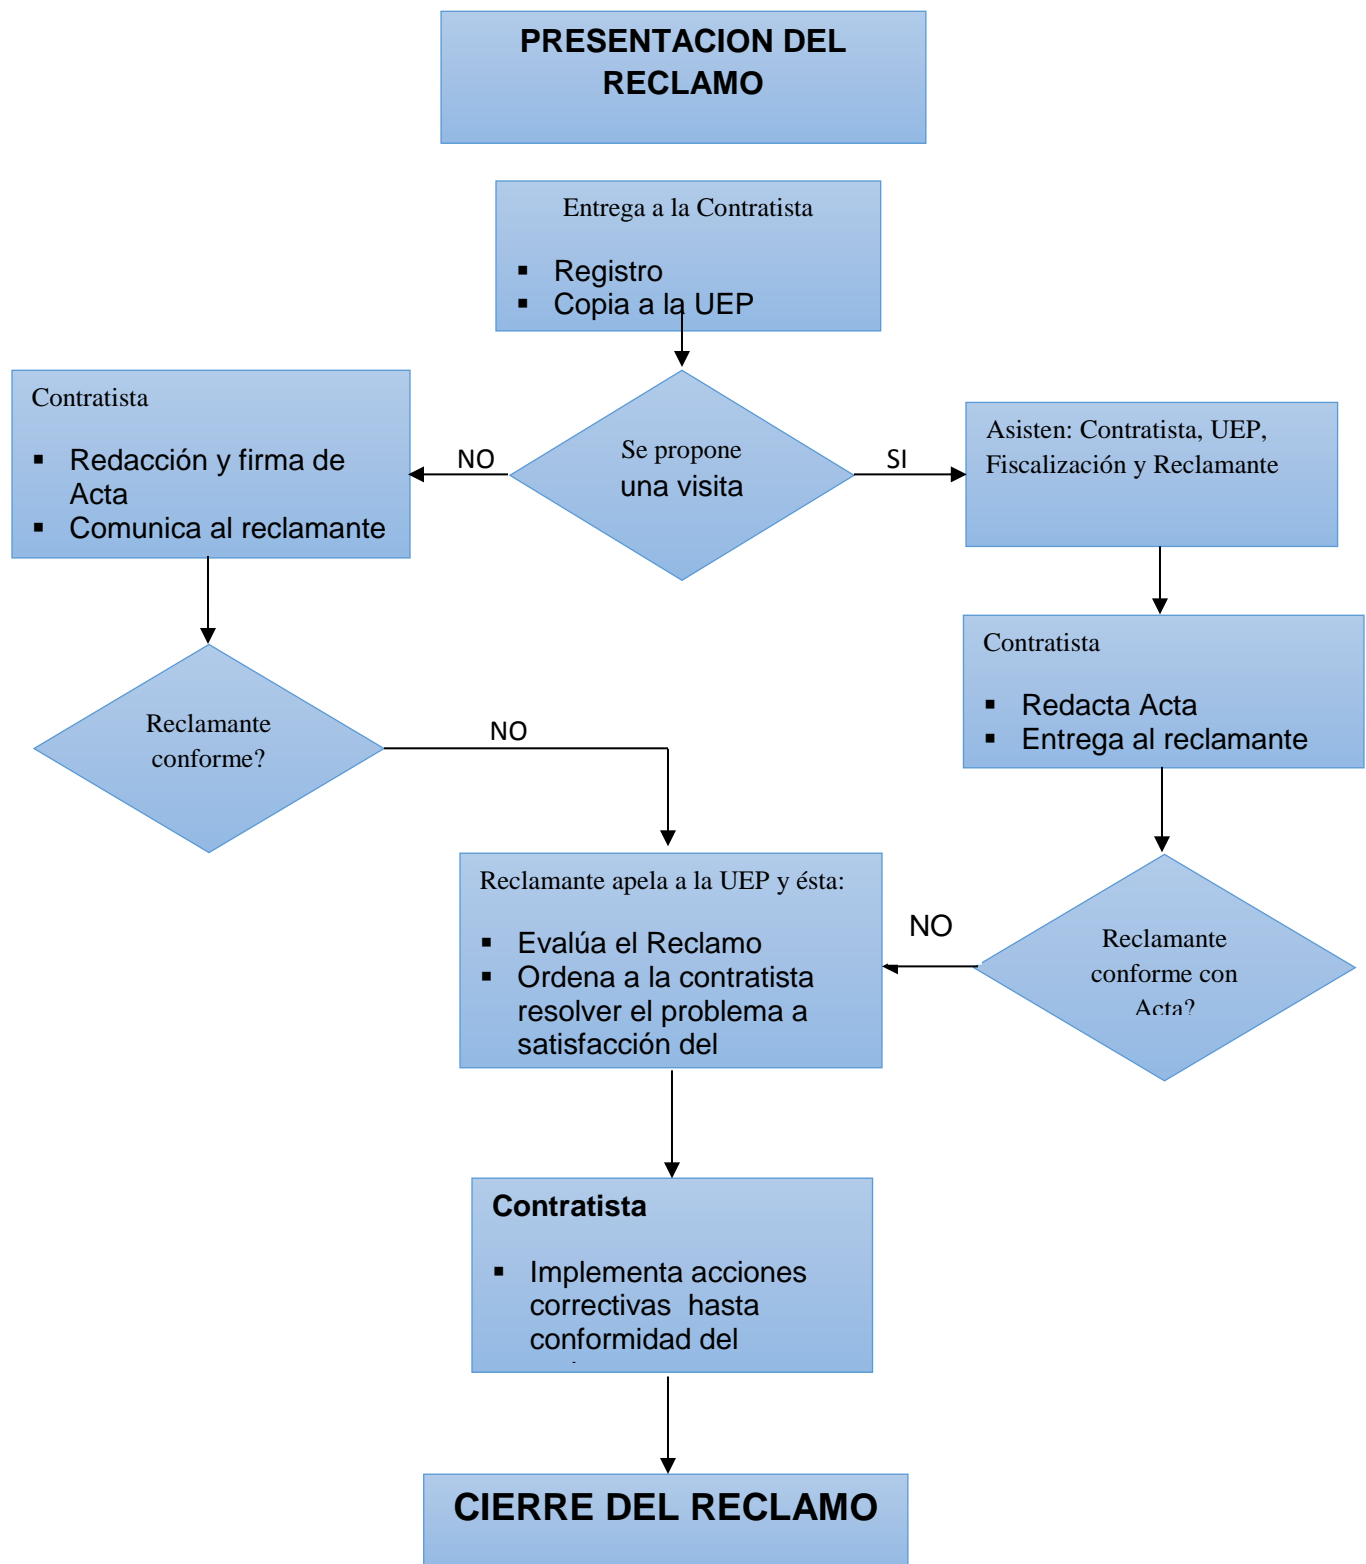 PRESENTACION DEL
RECLAMO
Entrega a la Contratista
▪ Registro
▪ Copia a la UEP
Contratista
▪ Redacción y firma de
Acta
▪ Comunica al reclamante
NO
Se propone
una visita
SI
Asisten: Contratista, UEP,
Fiscalización y Reclamante
Contratista
▪ Redacta Acta
▪ Entrega al reclamante
Reclamante
conforme?
NO
Reclamante apela a la UEP y ésta:
▪ Evalúa el Reclamo
▪ Ordena a la contratista
resolver el problema a
satisfacción del
NO
Reclamante
conforme con
Acta?
Contratista
▪ Implementa acciones
correctivas  hasta
conformidad del
CIERRE DEL RECLAMO